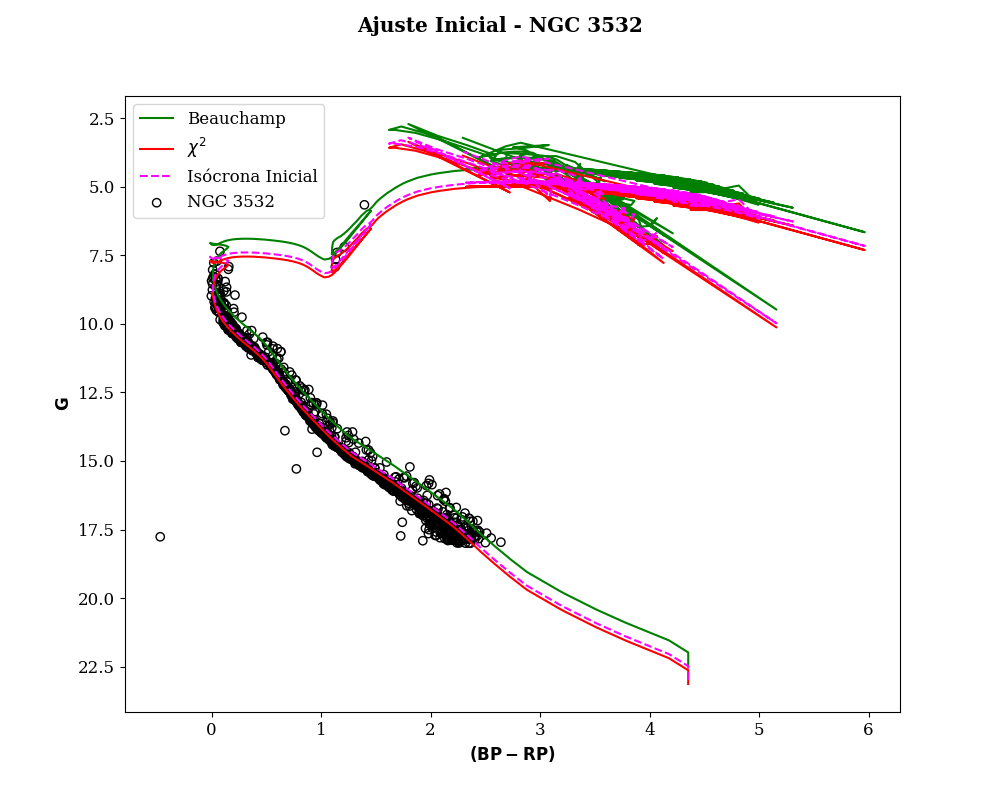 Ajuste Inicial - NGC 3532
Beauchamp
χ²
Isócrona Inicial
NGC 3532
2.5
5.0
7.5
10.0
12.5
15.0
17.5
20.0
22.5
G
0 1 2 3 4 5 6
(BP − RP)